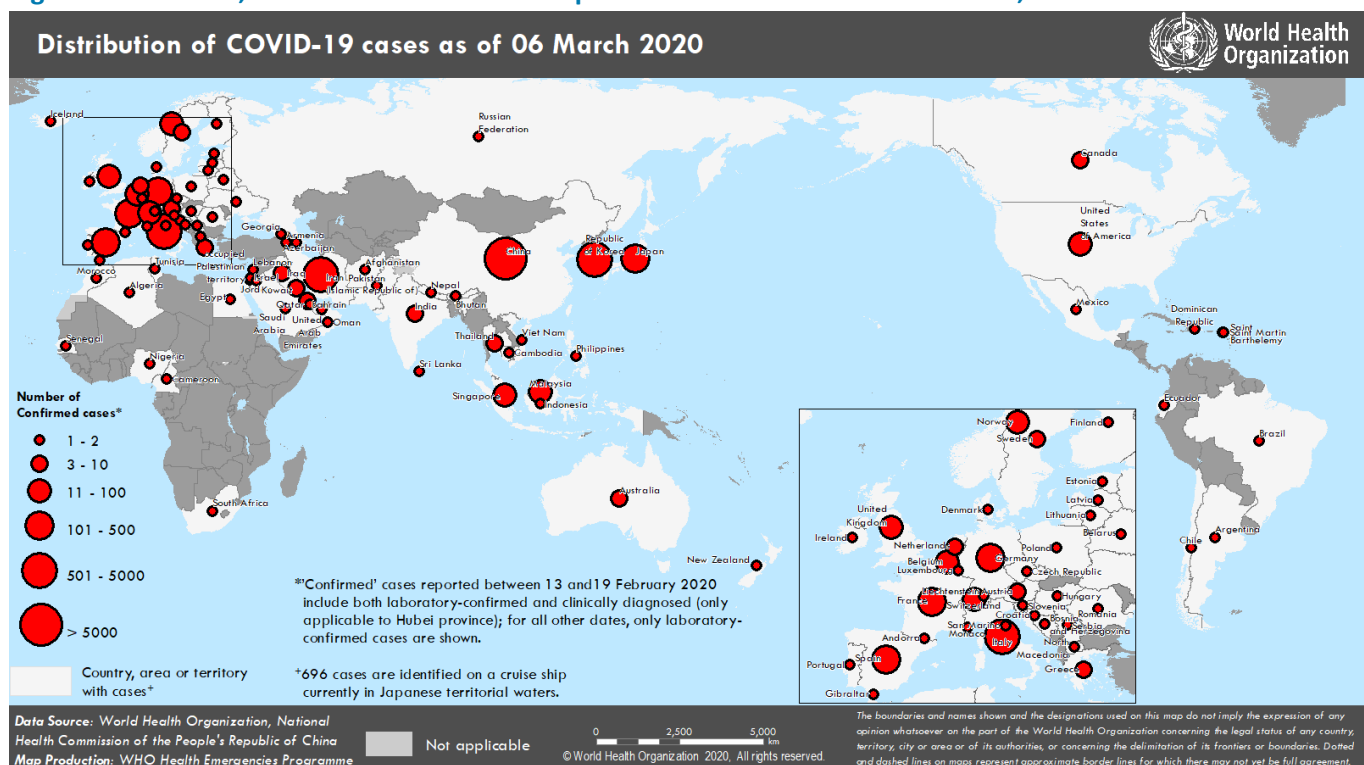 Distribution of COVID-19 cases as of 06 March 2020
World Health
Organization
Iceland
Russian
Federation
Canada
United
States
of America
Georgia
Armenia
Azerbaijan
Occupied
Palestinian
territory
Lebanon
Israel
Iraq
Iran
(Islamic Republic of)
Afghanistan
Pakistan
China
Republic
of Korea
Japan
Morocco
Tunisia
Algeria
Egypt
Kuwait
Qatar
Bahrain
Saudi
Arabia
United
Arab
Emirates
Oman
Nepal
Bhutan
India
Mexico
Dominican
Republic
Saint Martin
Saint
Barthelemy
Senegal
Nigeria
Cameroon
Thailand
Viet Nam
Cambodia
Philippines
Sri Lanka
Singapore
Malaysia
Indonesia
Ecuador
Brazil
South Africa
Australia
New Zealand
Chile
Argentina
Number of
Confirmed cases*
1 - 2
3 - 10
11 - 100
101 - 500
501 - 5000
> 5000
Country, area or territory
with cases+
*'Confirmed' cases reported between 13 and19 February 2020
include both laboratory-confirmed and clinically diagnosed (only
applicable to Hubei province); for all other dates, only laboratory-
confirmed cases are shown.
+696 cases are identified on a cruise ship
currently in Japanese territorial waters.
Norway
Sweden
Finland
Estonia
Latvia
Lithuania
Belarus
Denmark
United
Kingdom
Ireland
Netherlands
Belgium
Luxembourg
Germany
Poland
Czech Republic
Liechtenstein
Austria
France
Switzerland
Hungary
Slovenia
Romania
Croatia
Bosnia
and Herzegovina
Serbia
San Marino
Monaco
Italy
North
Macedonia
Andorra
Portugal
Spain
Greece
Gibraltar
Data Source: World Health Organization, National
Health Commission of the People's Republic of China
Map Production: WHO Health Emergencies Programme
Not applicable
0 2,500 5,000
km
© World Health Organization 2020, All rights reserved.
The boundaries and names shown and the designations used on this map do not imply the expression of any
opinion whatsoever on the part of the World Health Organization concerning the legal status of any country,
territory, city or area or of its authorities, or concerning the delimitation of its frontiers or boundaries. Dotted
and dashed lines on maps represent approximate border lines for which there may not yet be full agreement.